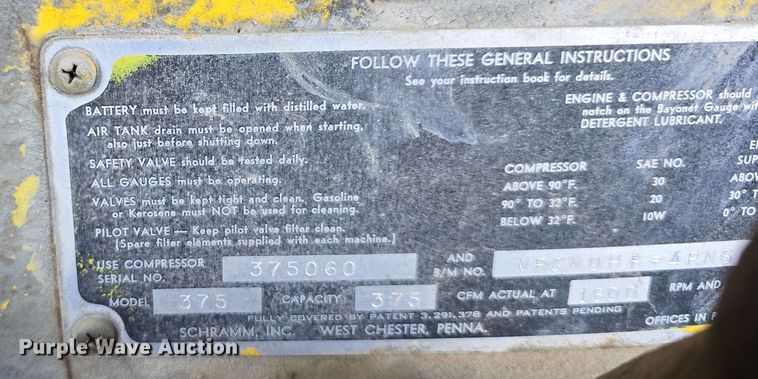 FOLLOW THESE GENERAL INSTRUCTIONS
See your instruction book for details.
BATTERY must be kept filled with distilled water.
AIR TANK drain must be opened when starting,
also just before shutting down.
SAFETY VALVE should be tested daily.
ALL GAUGES must be operating.
VALVES must be kept tight and clean. Gasoline
or Kerosene must NOT be used for cleaning.
PILOT VALVE — Keep pilot valve filter clean.
(Spare filter elements supplied with each machine.)
ENGINE & COMPRESSOR should
notch on the Bayonet Gauge
DETERGENT LUBRICANT.
COMPRESSOR SAE NO.
ABOVE 90°F. 30
90° TO 32°F. 20 30°
BELOW 32°F. 10W 0° TO
USE COMPRESSOR
SERIAL NO. 375060 AND
B/M NO.
MODEL 375 CAPACITY 375 CFM ACTUAL AT 1600 RPM AND
FULLY COVERED BY PATENT 3,291,378 AND PATENTS PENDING
SCHRAMM, INC. WEST CHESTER, PENNA. OFFICES IN
Purple Wave Auction